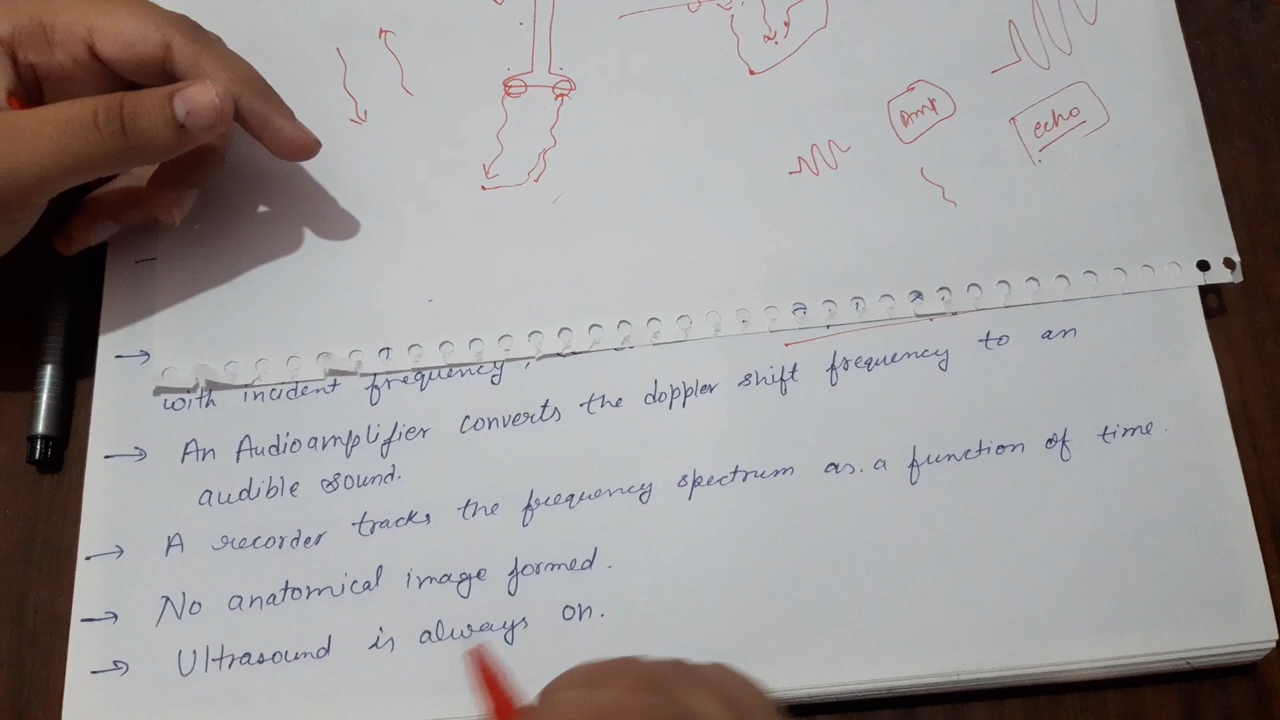 Amp
echo
→
with incident frequency,
→ An Audioamplifier converts the doppler shift frequency to an
audible sound.
→ A recorder tracks the frequency spectrum as. a function of time.
→ No anatomical image formed.
→ Ultrasound is always on.